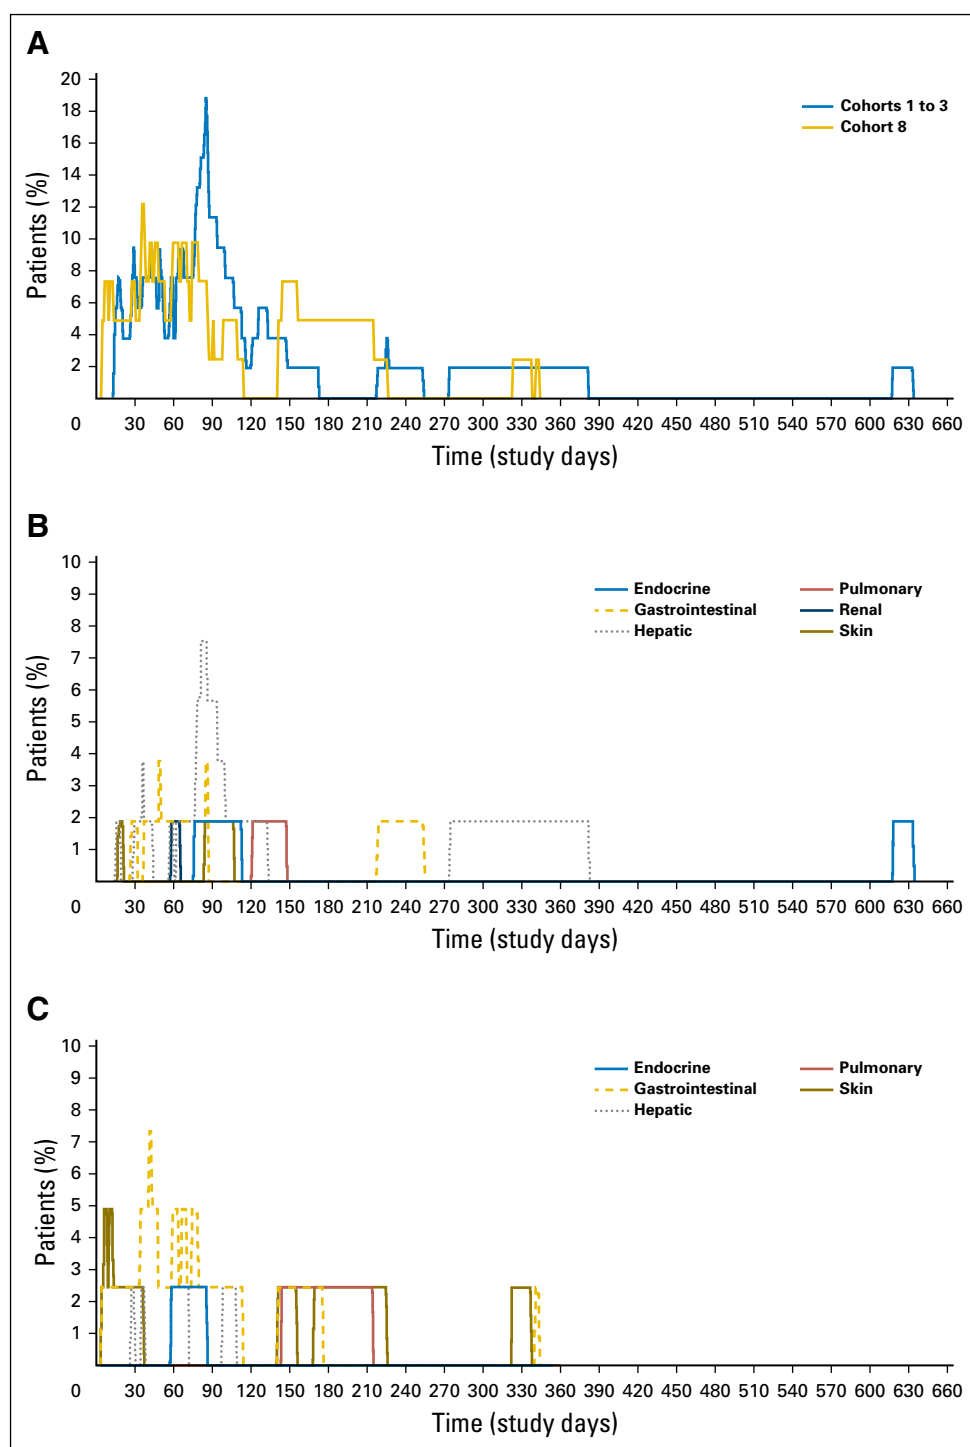 A
20
18
16
14
12
10
8
6
4
2
Patients (%)
Cohorts 1 to 3
Cohort 8
0 30 60 90 120 150 180 210 240 270 300 330 360 390 420 450 480 510 540 570 600 630 660
Time (study days)
B
10
9
8
7
6
5
4
3
2
1
Patients (%)
Endocrine Pulmonary
Gastrointestinal Renal
Hepatic Skin
0 30 60 90 120 150 180 210 240 270 300 330 360 390 420 450 480 510 540 570 600 630 660
Time (study days)
C
10
9
8
7
6
5
4
3
2
1
Patients (%)
Endocrine Pulmonary
Gastrointestinal Skin
Hepatic
0 30 60 90 120 150 180 210 240 270 300 330 360 390 420 450 480 510 540 570 600 630 660
Time (study days)